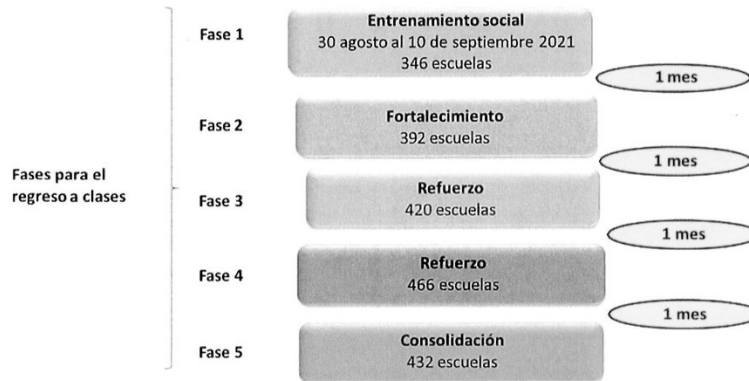 Fases para el
regreso a clases
Fase 1
Entrenamiento social
30 agosto al 10 de septiembre 2021
346 escuelas
1 mes
Fase 2
Fortalecimiento
392 escuelas
1 mes
Fase 3
Refuerzo
420 escuelas
1 mes
Fase 4
Refuerzo
466 escuelas
1 mes
Fase 5
Consolidación
432 escuelas